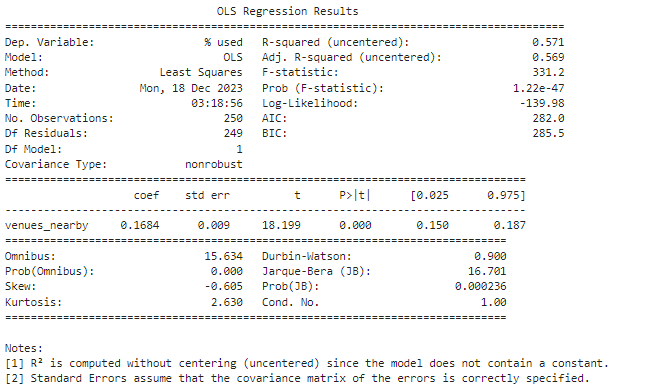 OLS Regression Results
=================================================================================
Dep. Variable:                 % used   R-squared (uncentered):                   0.571
Model:                            OLS   Adj. R-squared (uncentered):              0.569
Method:                 Least Squares   F-statistic:                              331.2
Date:                Mon, 18 Dec 2023   Prob (F-statistic):                    1.22e-47
Time:                        03:18:56   Log-Likelihood:                         -139.98
No. Observations:                 250   AIC:                                      282.0
Df Residuals:                     249   BIC:                                      285.5
Df Model:                           1
Covariance Type:            nonrobust
=================================================================================
                    coef    std err          t      P>|t|      [0.025      0.975]
---------------------------------------------------------------------------------
venues_nearby     0.1684      0.009     18.199      0.000       0.150       0.187
=================================================================================
Omnibus:                       15.634   Durbin-Watson:                   0.900
Prob(Omnibus):                  0.000   Jarque-Bera (JB):               16.701
Skew:                          -0.605   Prob(JB):                     0.000236
Kurtosis:                       2.630   Cond. No.                         1.00
=================================================================================
Notes:
[1] R² is computed without centering (uncentered) since the model does not contain a constant.
[2] Standard Errors assume that the covariance matrix of the errors is correctly specified.